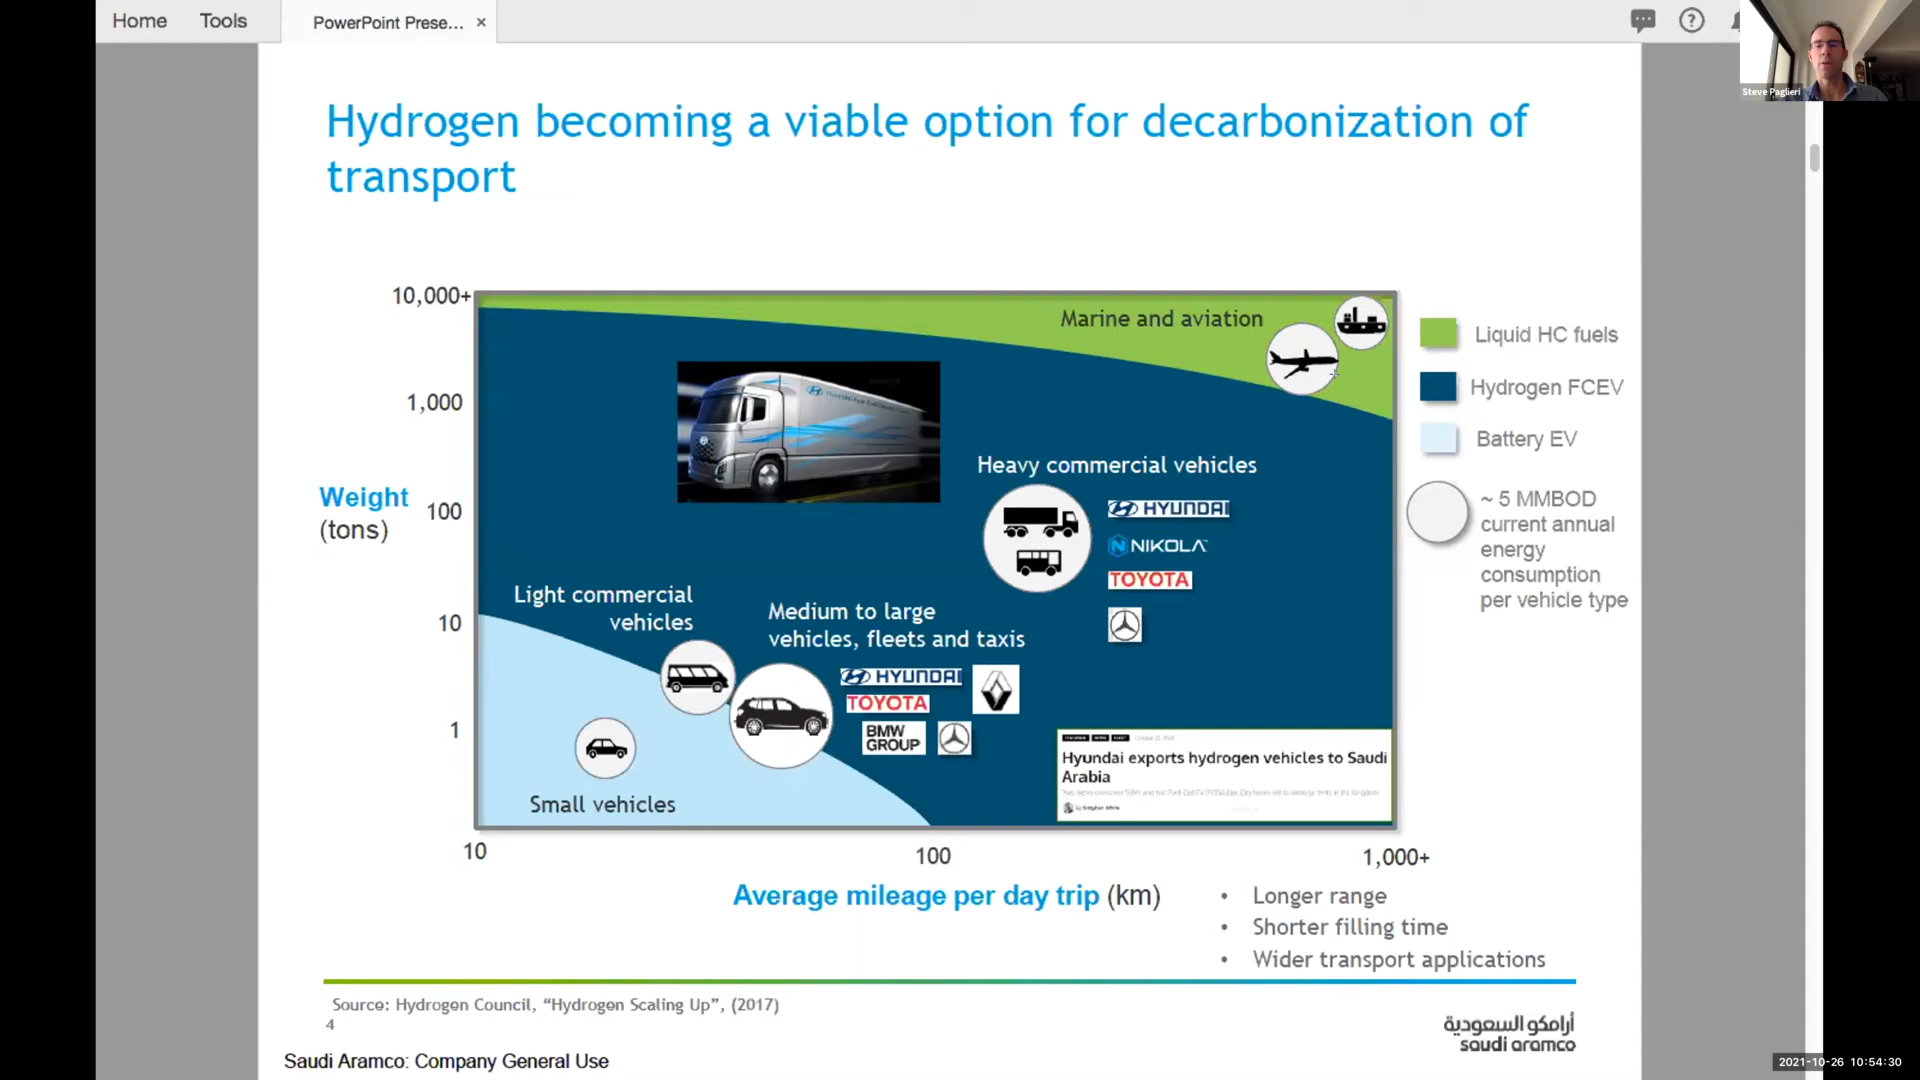 Home
Tools
PowerPoint Prese...
Steve Paglieri
Hydrogen becoming a viable option for decarbonization of
transport
10,000+
1,000
Weight
(tons)
100
10
1
Marine and aviation
Heavy commercial vehicles
HYUNDAI
NIKOLA
TOYOTA
Light commercial
vehicles
Medium to large
vehicles, fleets and taxis
HYUNDAI
TOYOTA
BMW
GROUP
Small vehicles
Hyundai exports hydrogen vehicles to Saudi
Arabia
Liquid HC fuels
Hydrogen FCEV
Battery EV
~ 5 MMBOD
current annual
energy
consumption
per vehicle type
10
100
1,000+
Average mileage per day trip (km)
• Longer range
• Shorter filling time
• Wider transport applications
Source: Hydrogen Council, “Hydrogen Scaling Up”, (2017)
4
أرامكو السعودية
saudi aramco
Saudi Aramco: Company General Use
2021-10-26 10:54:30